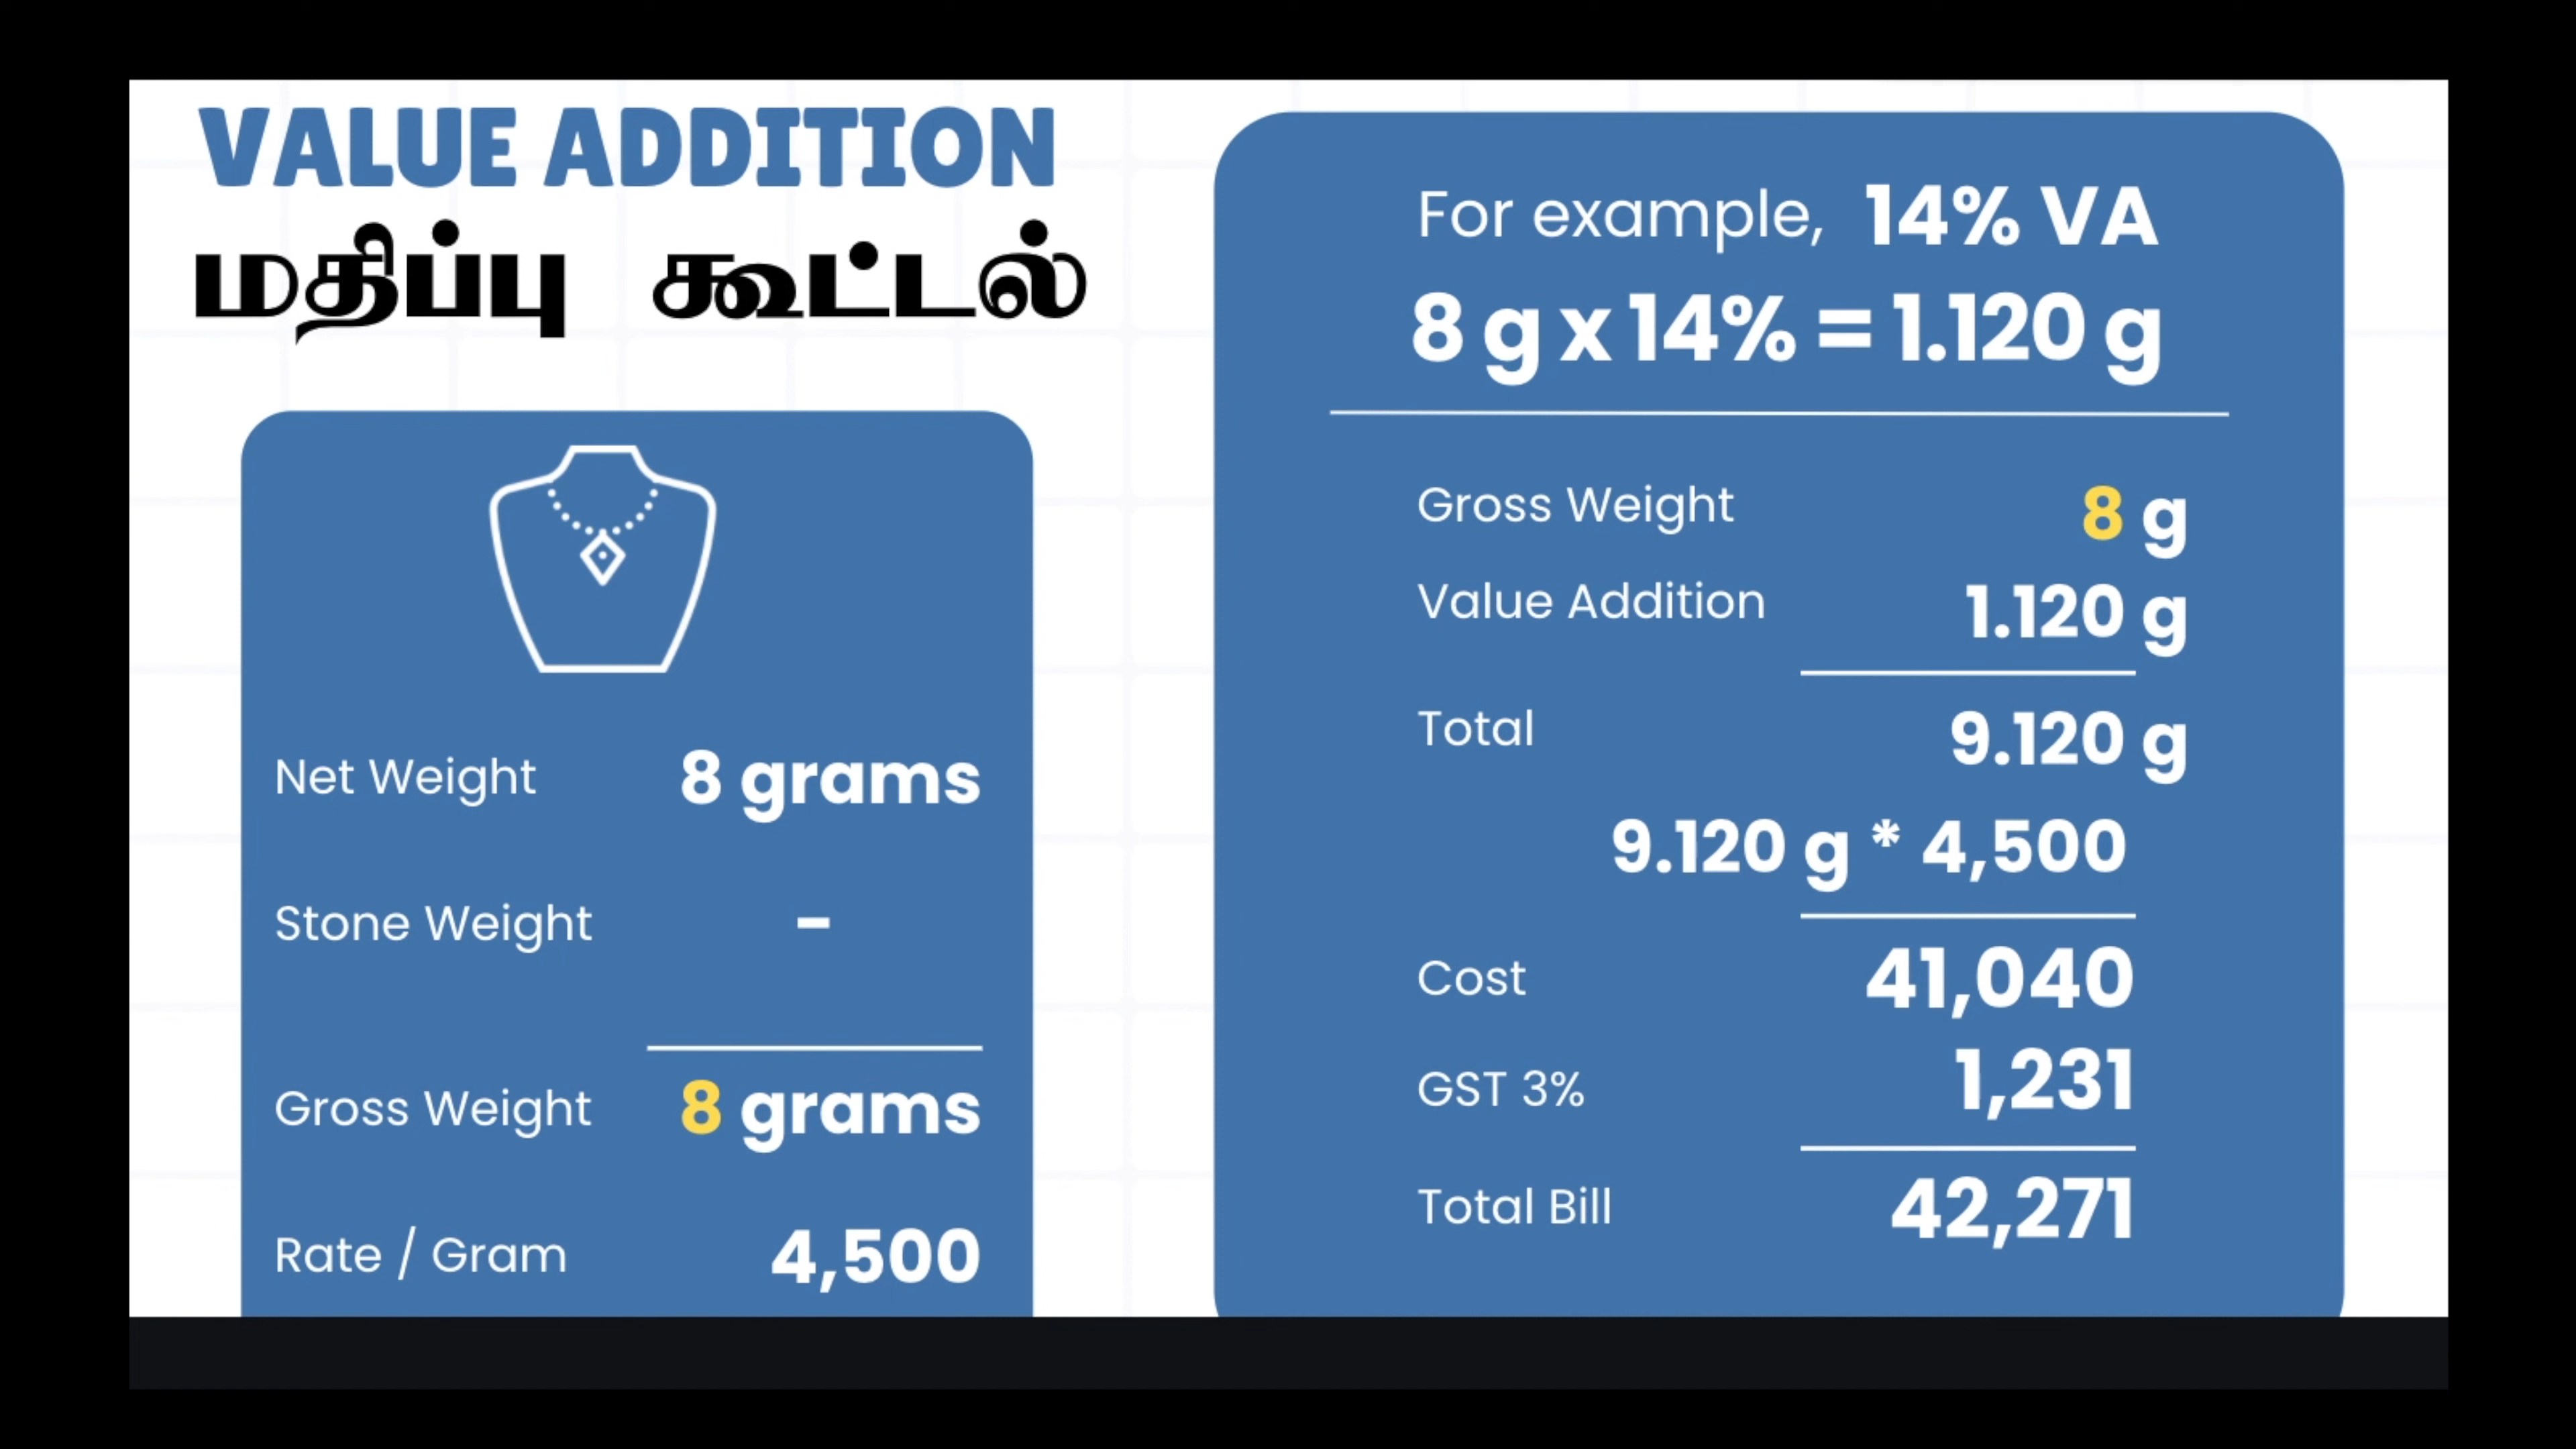 VALUE ADDITION
மதிப்பு கூட்டல்
Net Weight 8 grams
Stone Weight -
Gross Weight 8 grams
Rate / Gram 4,500
For example, 14% VA
8 g x 14% = 1.120 g
Gross Weight 8 g
Value Addition 1.120 g
Total 9.120 g
9.120 g * 4,500
Cost 41,040
GST 3% 1,231
Total Bill 42,271